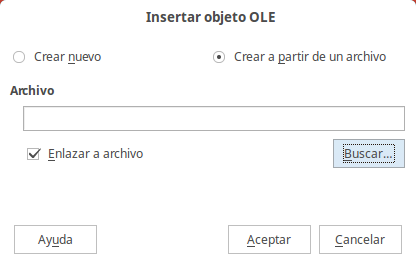 Insertar objeto OLE
Crear nuevo
Crear a partir de un archivo
Archivo
Enlazar a archivo
Buscar...
Ayuda
Aceptar
Cancelar